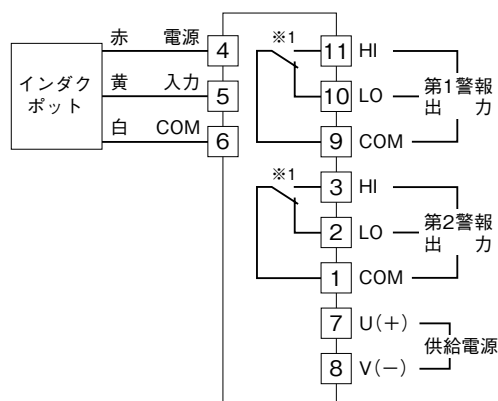 インダク
ポット
赤 電源 4
黄 入力 5
白 COM 6
※1
11 HI
10 LO
9 COM
第1警報
出 力
※1
3 HI
2 LO
1 COM
第2警報
出 力
7 U(+)
8 V(−)
供給電源